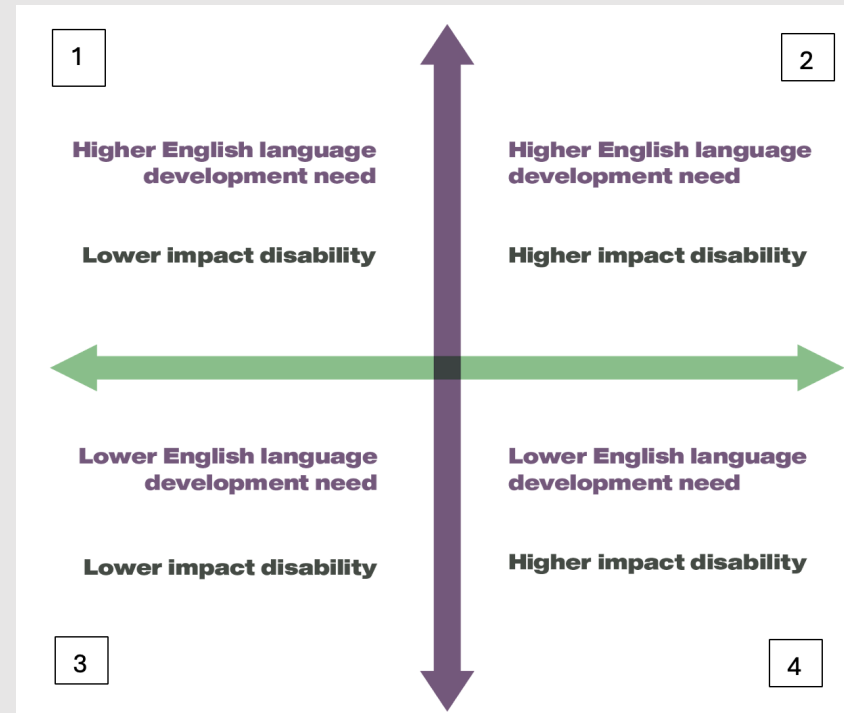 1
2
Higher English language
development need
Lower impact disability
Higher English language
development need
Higher impact disability
Lower English language
development need
Lower impact disability
Lower English language
development need
Higher impact disability
3
4